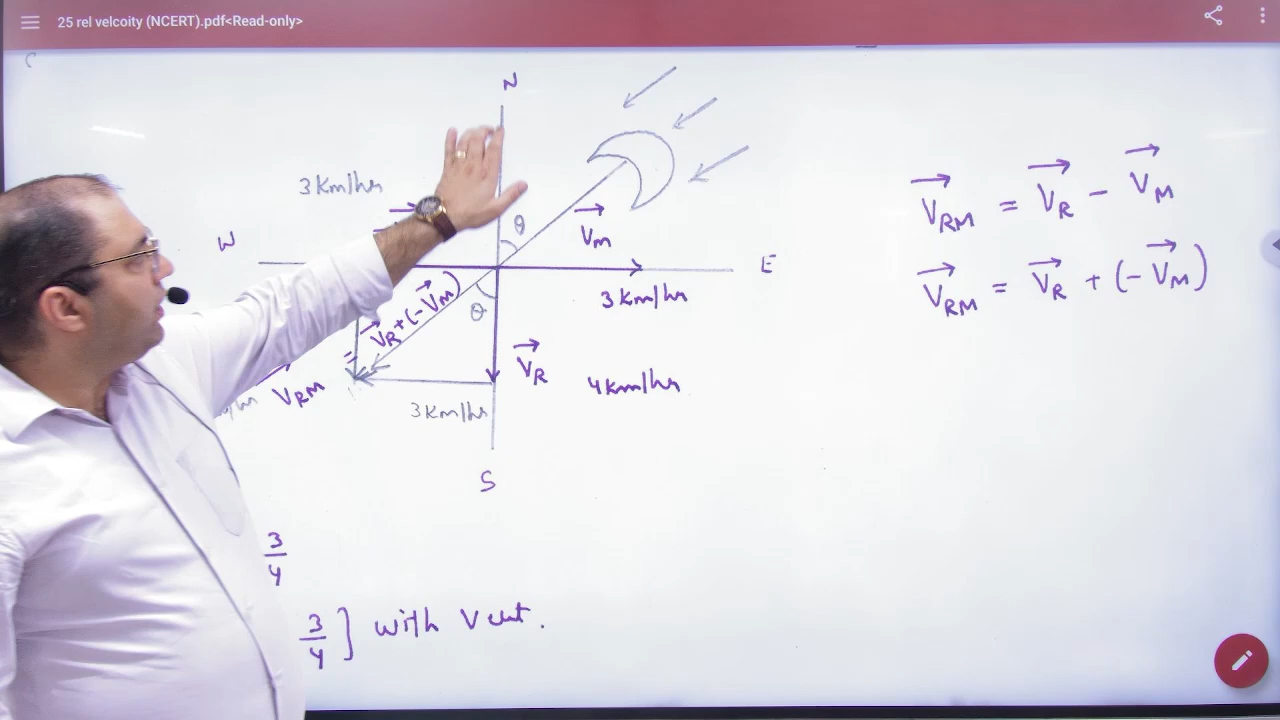 25 rel velcoity (NCERT).pdf<Read-only>
N
3 Km/hr
W
θ
V_M
E
3 Km/hr
V_R + (-V_M)
θ
=
V_RM
V_R
4 Km/hr
3 Km/hr
S
V_RM = V_R - V_M
V_RM = V_R + (-V_M)
3/4
3/4 ] with Vert.